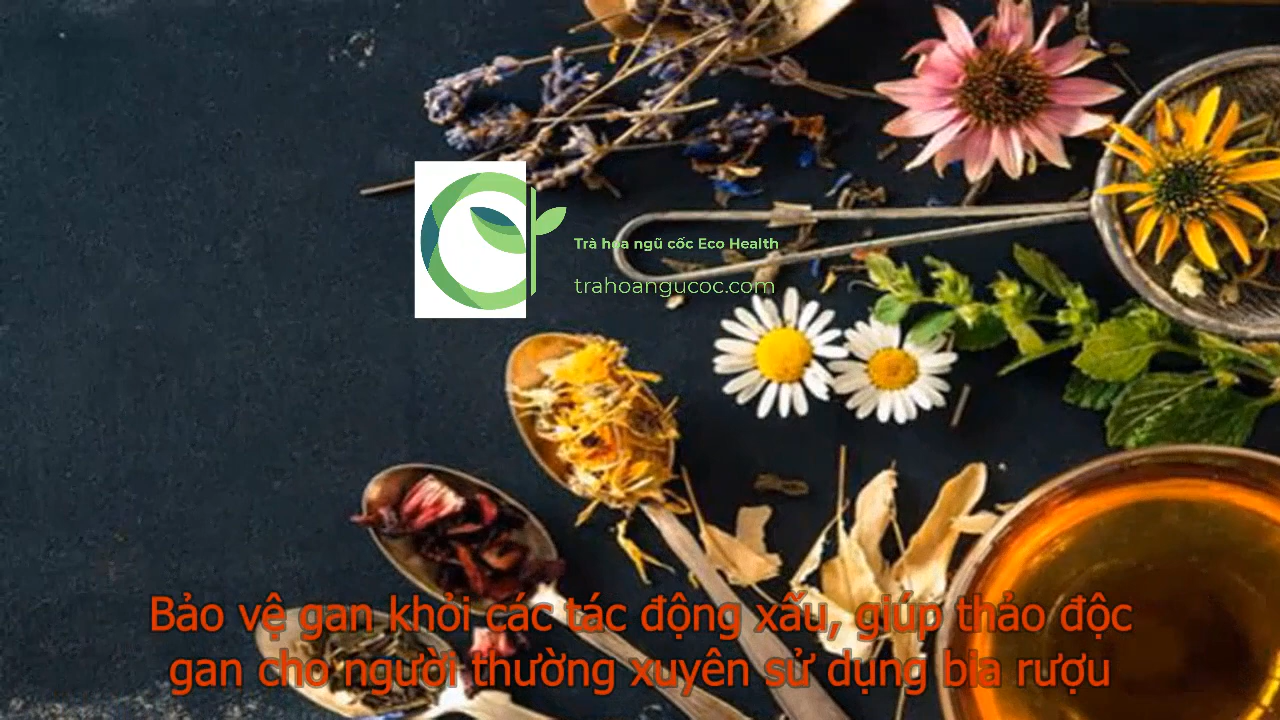 Trà hoa ngũ cốc Eco Health
trahoangucoc.com
Bảo vệ gan khỏi các tác động xấu, giúp thảo độc
gan cho người thường xuyên sử dụng bia rượu